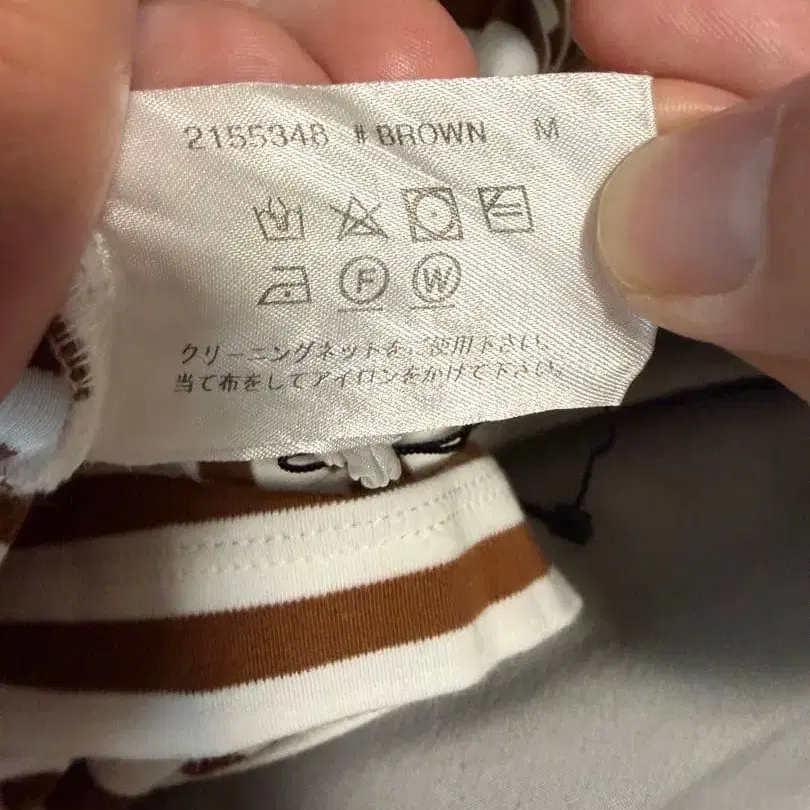 2155348 # BROWN M
F W
クリーニングネットをご使用下さい。
当て布をしてアイロンをかけて下さい。